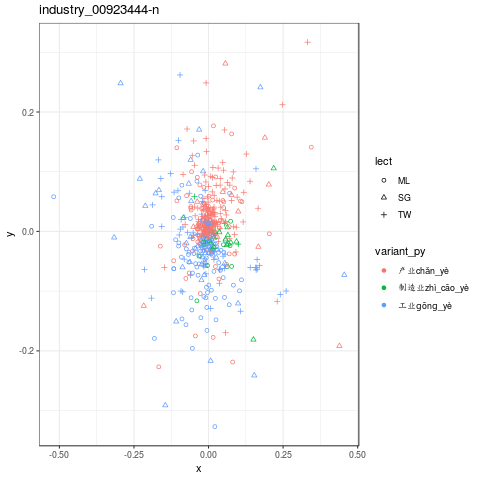 industry_00923444-n
0.2
0.0
-0.2
y
-0.50
-0.25
0.00
0.25
0.50
x
lect
ML
SG
TW
variant_py
产业chǎn_yè
制造业zhì_cāo_yè
工业gōng_yè